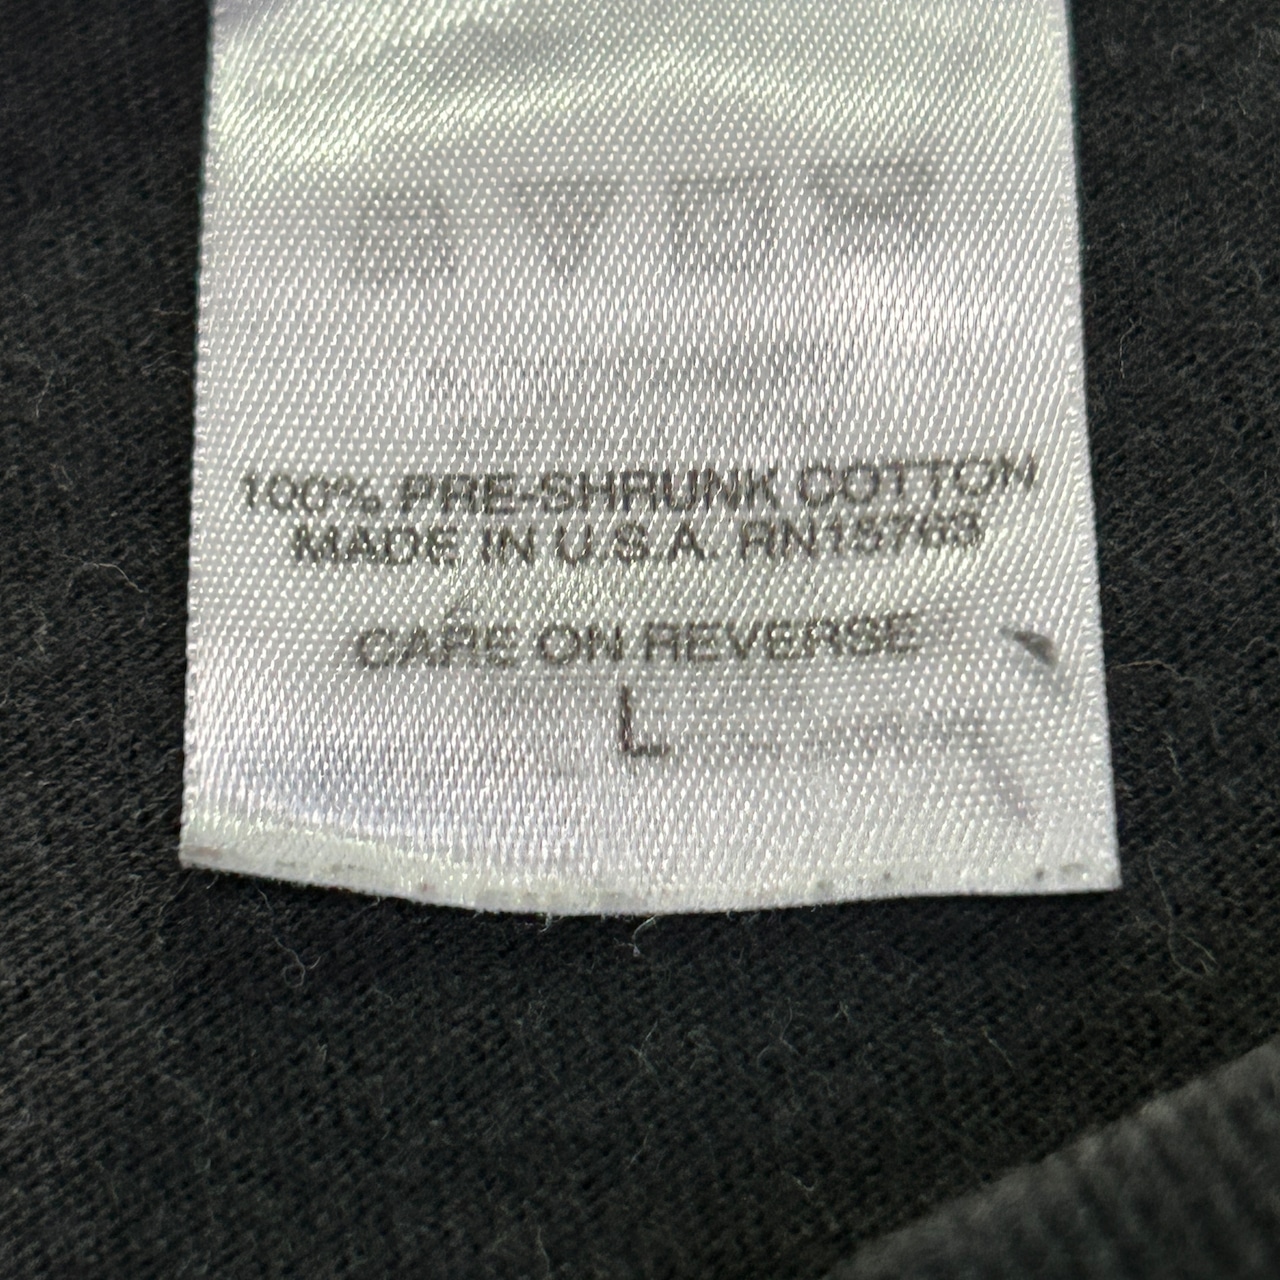 100% PRE-SHRUNK COTTON
MADE IN U.S.A. RN15763
CARE ON REVERSE
L